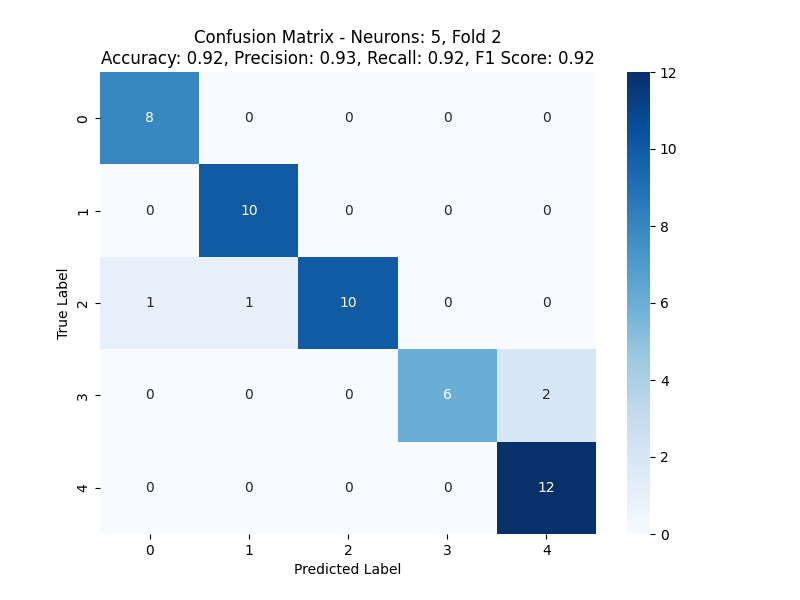 Confusion Matrix - Neurons: 5, Fold 2
Accuracy: 0.92, Precision: 0.93, Recall: 0.92, F1 Score: 0.92
True Label
0 8 0 0 0 0
1 0 10 0 0 0
2 1 1 10 0 0
3 0 0 0 6 2
4 0 0 0 0 12
0 1 2 3 4
Predicted Label
12
10
8
6
4
2
0